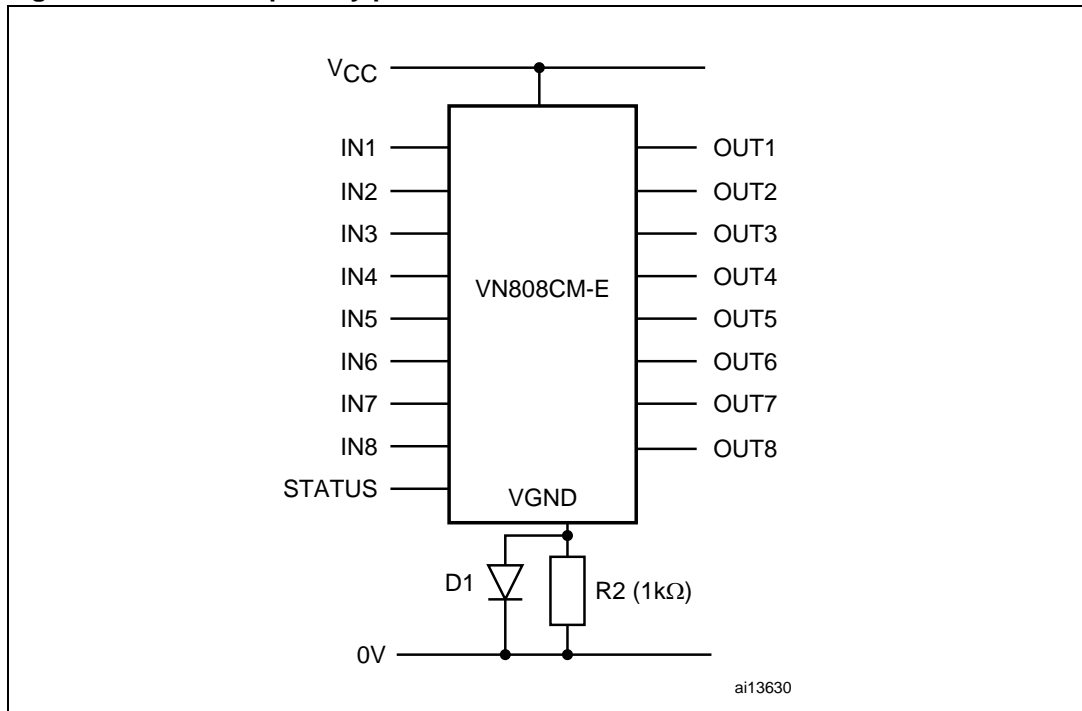 VCC
IN1
OUT1
IN2
OUT2
IN3
OUT3
IN4
OUT4
VN808CM-E
IN5
OUT5
IN6
OUT6
IN7
OUT7
IN8
OUT8
STATUS
VGND
D1
R2 (1kΩ)
0V
ai13630